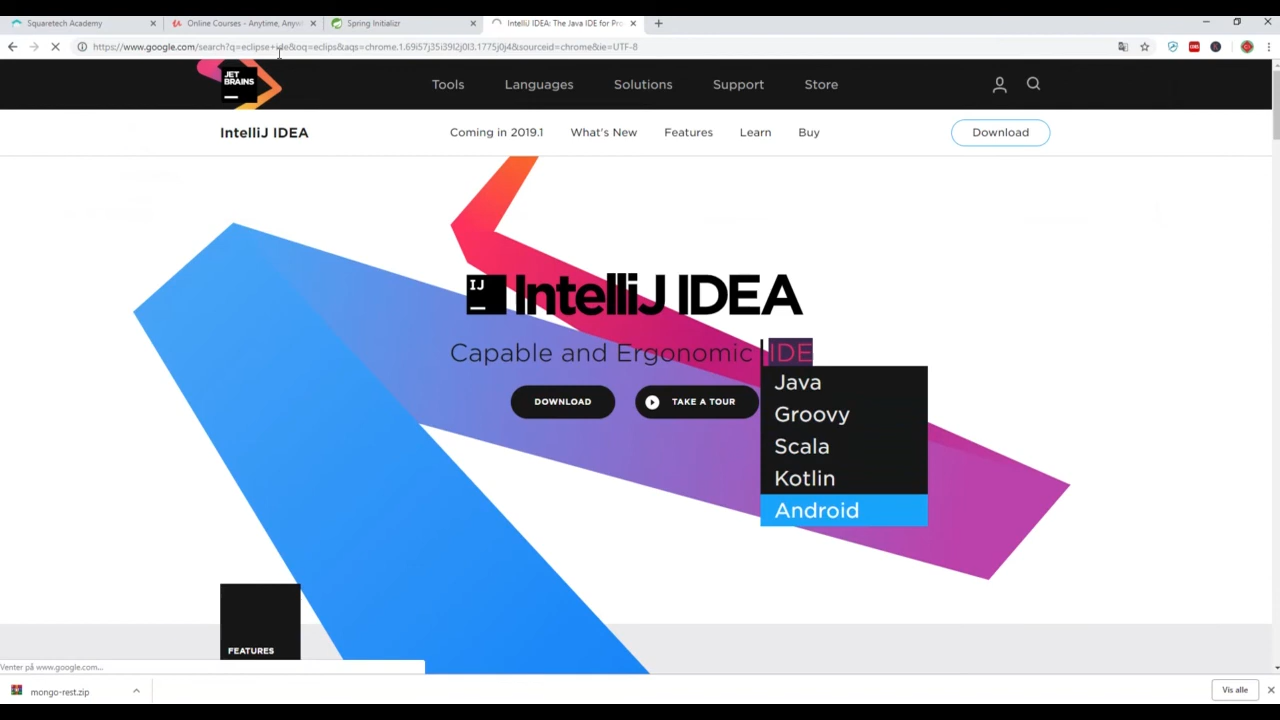 Squaretech Academy
Online Courses - Anytime, Anyw
Spring Initializr
IntelliJ IDEA: The Java IDE for Pro
https://www.google.com/search?q=eclipse+ide&oq=eclips&aqs=chrome.1.69i57j35i39l2j0l3.1775j0j4&sourceid=chrome&ie=UTF-8
JET
BRAINS
Tools
Languages
Solutions
Support
Store
IntelliJ IDEA
Coming in 2019.1
What's New
Features
Learn
Buy
Download
IJ
IntelliJ IDEA
Capable and Ergonomic IDE
Java
Groovy
Scala
Kotlin
Android
DOWNLOAD
TAKE A TOUR
FEATURES
Venter på www.google.com...
mongo-rest.zip
Vis alle